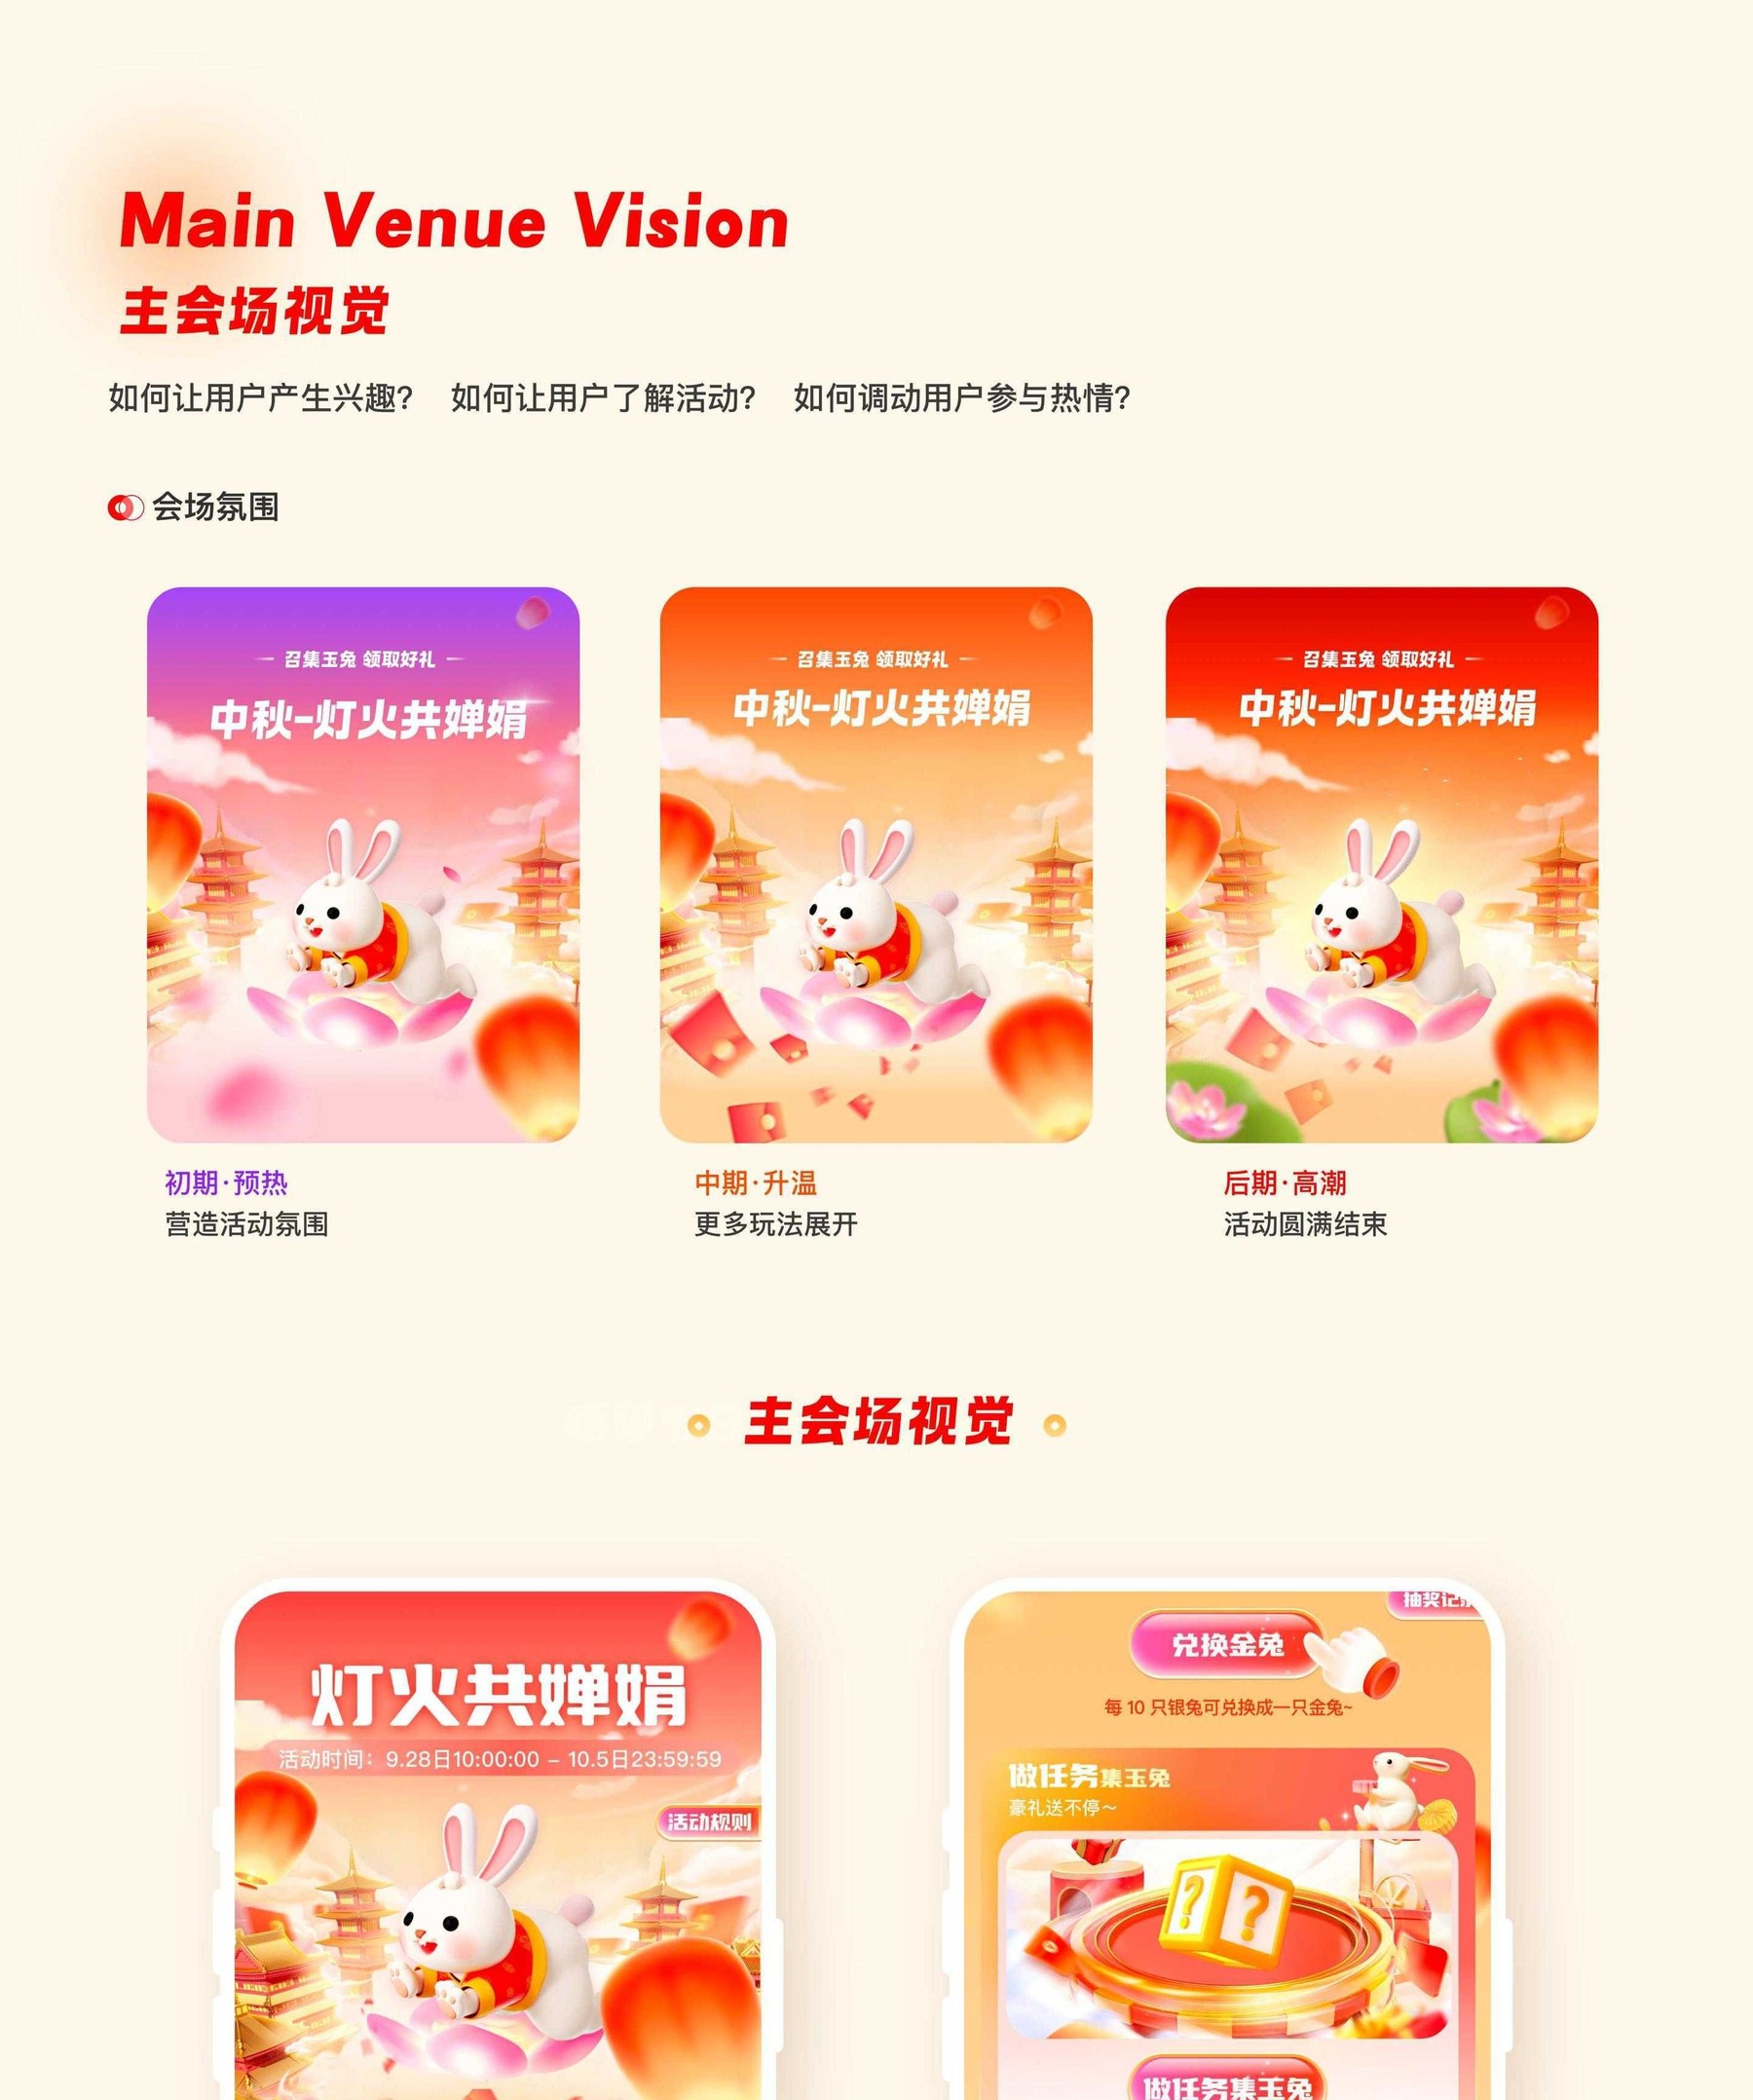 Main Venue Vision
主会场视觉
如何让用户产生兴趣? 如何让用户了解活动? 如何调动用户参与热情?
会场氛围
召集玉兔 领取好礼
中秋-灯火共婵娟
召集玉兔 领取好礼
中秋-灯火共婵娟
召集玉兔 领取好礼
中秋-灯火共婵娟
初期·预热
营造活动氛围
中期·升温
更多玩法展开
后期·高潮
活动圆满结束
主会场视觉
灯火共婵娟
活动时间：9.28日10:00:00 – 10.5日23:59:59
活动规则
抽奖记录
兑换金兔
每 10 只银兔可兑换成一只金兔~
做任务集玉兔
豪礼送不停~
? ?
做任务集玉兔